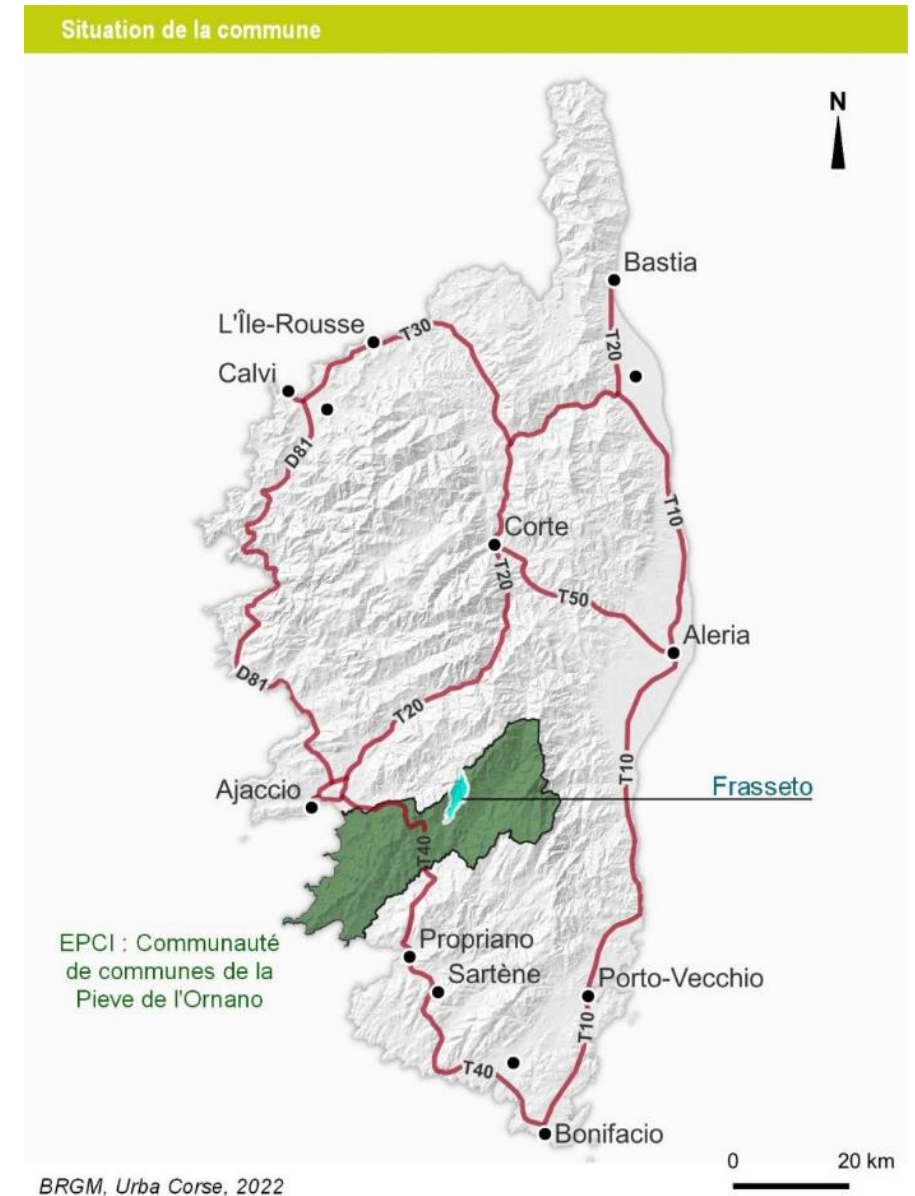 Situation de la commune
N
Bastia
L'Île-Rousse
T30
T20
Calvi
D81
T10
Corte
T20
T50
Aleria
D81
T20
T10
Ajaccio
Frasseto
T40
EPCI : Communauté
de communes de la
Pieve de l'Ornano
Propriano
Sartène
Porto-Vecchio
T10
T40
Bonifacio
0 20 km
BRGM, Urba Corse, 2022